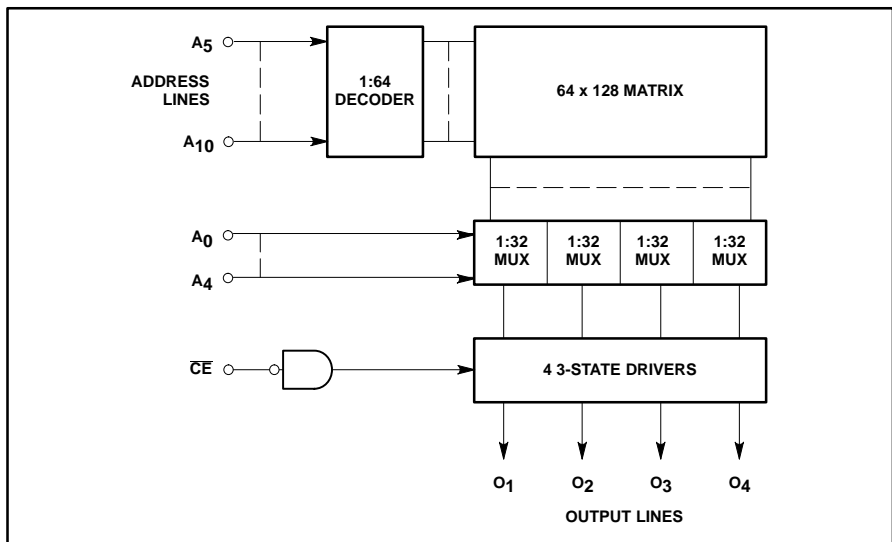 A5
ADDRESS
LINES
A10
1:64
DECODER
64 x 128 MATRIX
A0
A4
1:32
MUX
1:32
MUX
1:32
MUX
1:32
MUX
CE
4 3-STATE DRIVERS
O1
O2
O3
O4
OUTPUT LINES